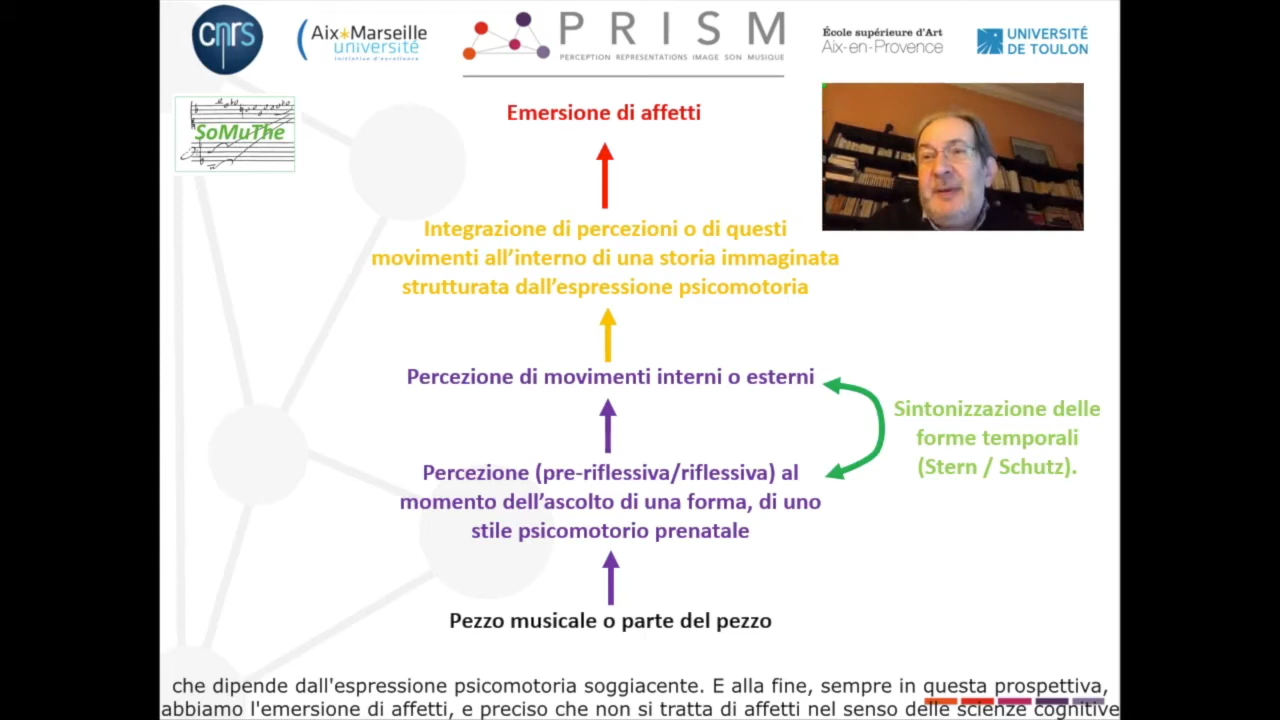 cnrs
Aix*Marseille
université
Initiative d'excellence
PRISM
PERCEPTION REPRESENTATIONS IMAGE SON MUSIQUE
École supérieure d'Art
Aix-en-Provence
UNIVERSITÉ
DE TOULON
SoMuThe
Emersione di affetti
Integrazione di percezioni o di questi
movimenti all'interno di una storia immaginata
strutturata dall'espressione psicomotoria
Percezione di movimenti interni o esterni
Sintonizzazione delle
forme temporali
(Stern / Schutz).
Percezione (pre-riflessiva/riflessiva) al
momento dell'ascolto di una forma, di uno
stile psicomotorio prenatale
Pezzo musicale o parte del pezzo
che dipende dall'espressione psicomotoria soggiacente. E alla fine, sempre in questa prospettiva,
abbiamo l'emersione di affetti, e preciso che non si tratta di affetti nel senso delle scienze cognitive